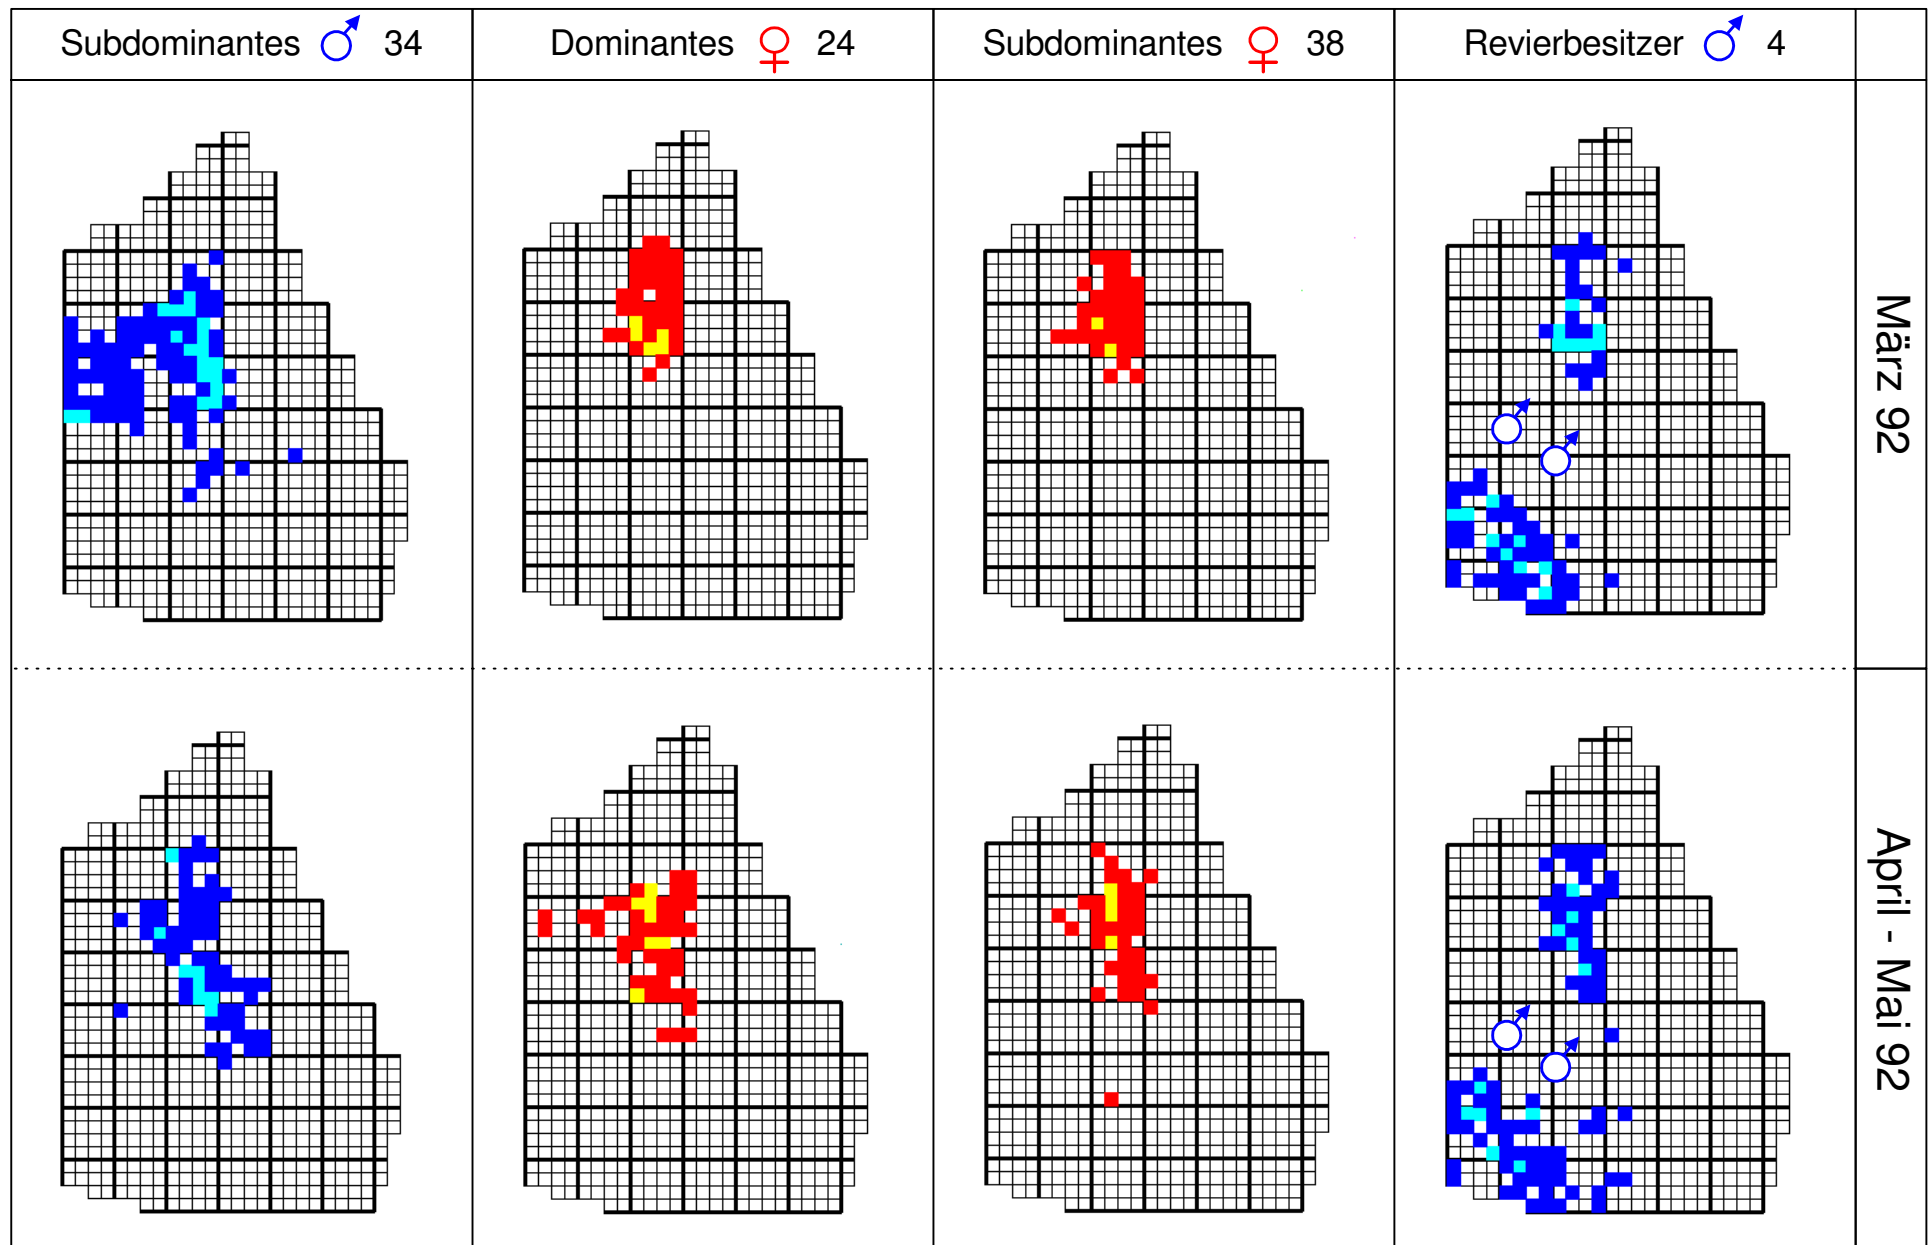 Subdominantes ♂ 34
Dominantes ♀ 24
Subdominantes ♀ 38
Revierbesitzer ♂ 4
März 92
April - Mai 92